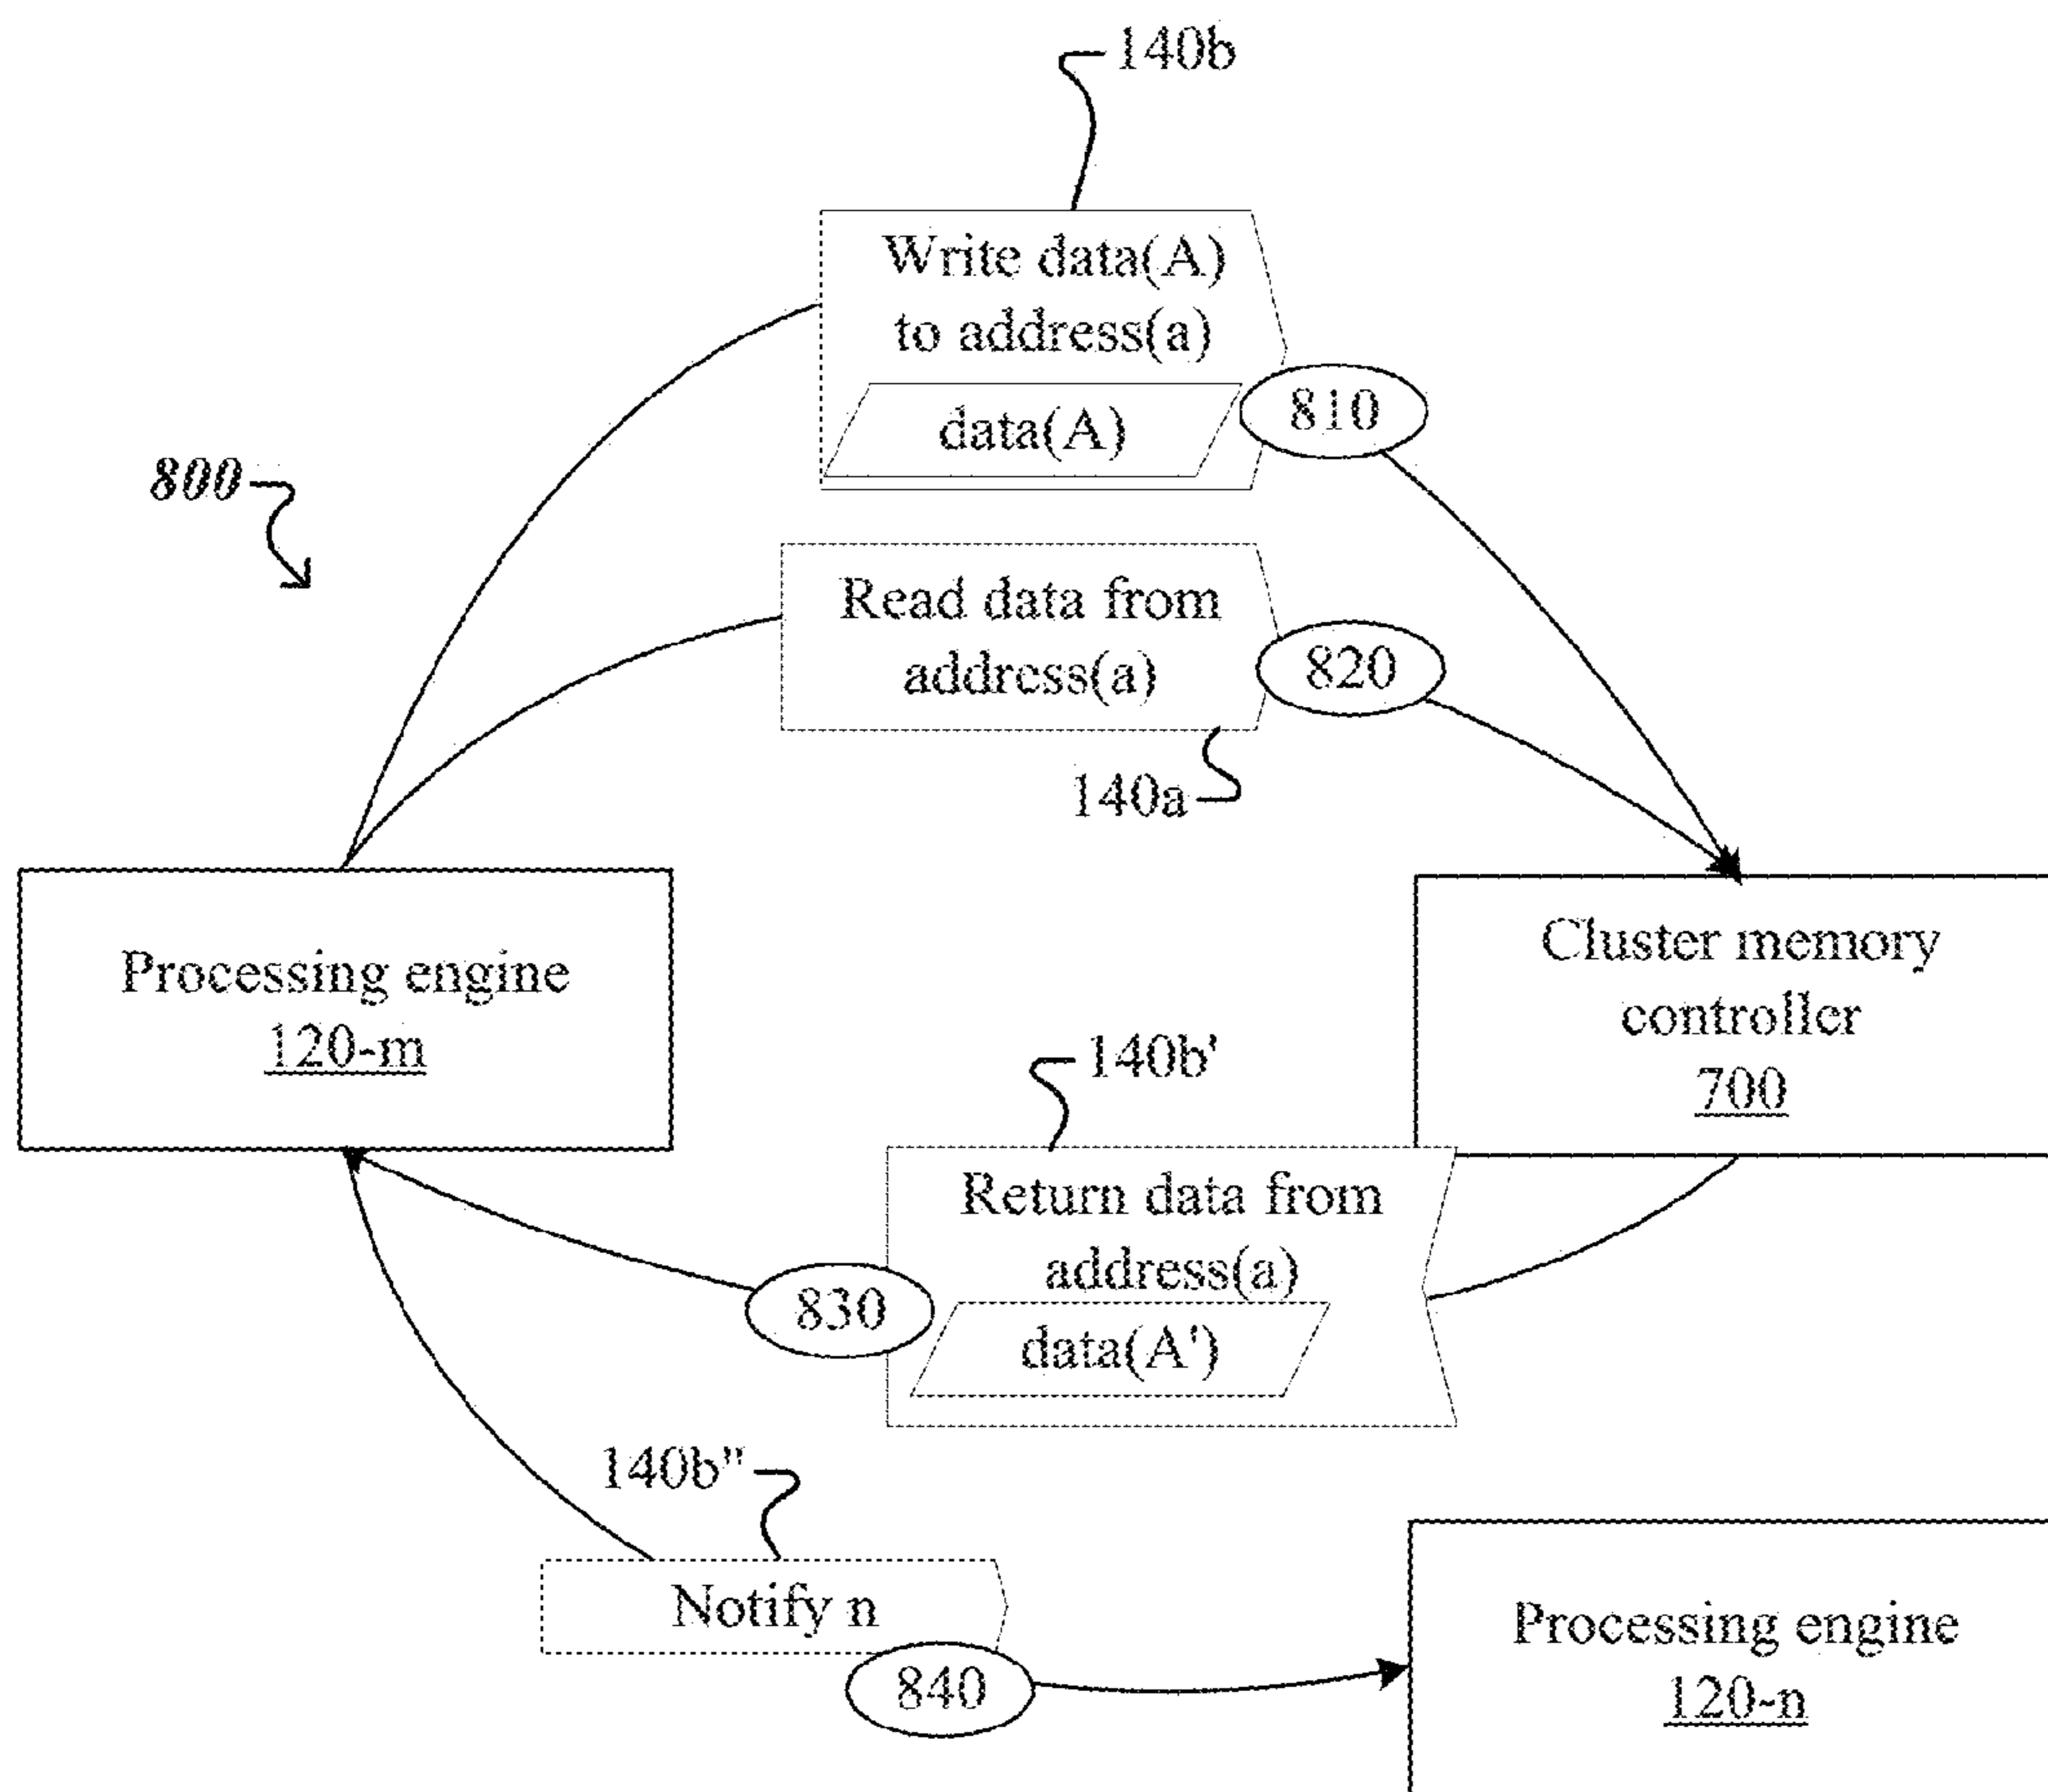 140b
Write data(A)
to address(a)
data(A)
810
800
Read data from
address(a)
820
140a
Processing engine
120-m
Cluster memory
controller
700
140b'
Return data from
address(a)
830
data(A')
140b"
Notify n
840
Processing engine
120-n